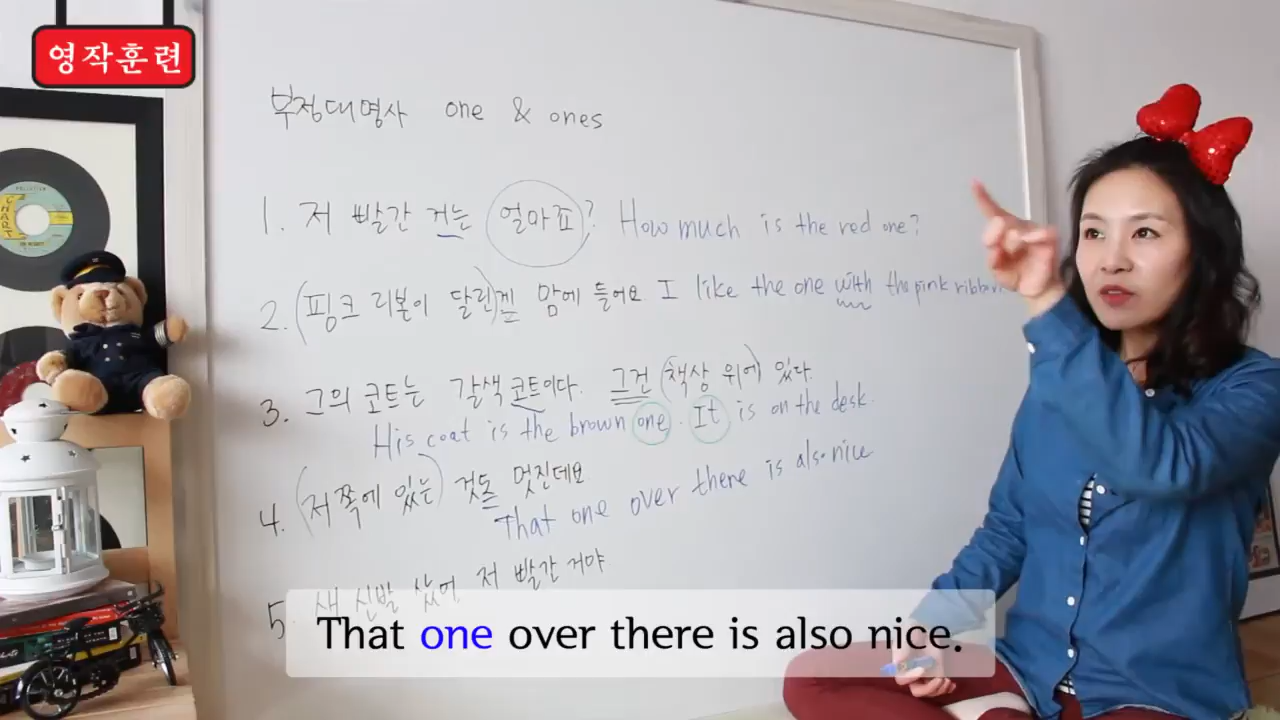 영작훈련
부정대명사 one & ones
1. 저 빨간 거는 얼마죠? How much is the red one?
2. (핑크 리본이 달린)게 맘에 들어요 I like the one with the pink ribbon
3. 그의 코트는 갈색 코트이다. 그건 (책상 위에) 있다.
His coat is the brown one. It is on the desk.
4. (저쪽에 있는) 것도 멋진데요.
That one over there is also nice
5. 새 신발 샀어 저 빨간 거야
That one over there is also nice.
CHART